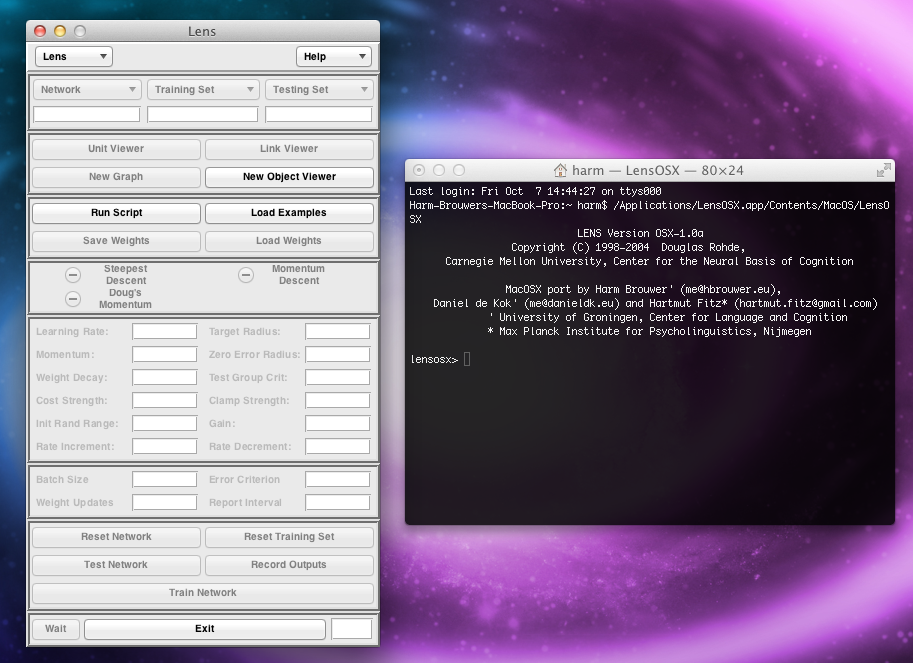 Lens
Lens Help
Network Training Set Testing Set
Unit Viewer Link Viewer
New Graph New Object Viewer
Run Script Load Examples
Save Weights Load Weights
Steepest Descent Momentum Descent
Doug's Momentum
Learning Rate: Target Radius:
Momentum: Zero Error Radius:
Weight Decay: Test Group Crit:
Cost Strength: Clamp Strength:
Init Rand Range: Gain:
Rate Increment: Rate Decrement:
Batch Size Error Criterion
Weight Updates Report Interval
Reset Network Reset Training Set
Test Network Record Outputs
Train Network
Wait Exit
harm — LensOSX — 80×24
Last login: Fri Oct  7 14:44:27 on ttys000
Harm-Brouwers-MacBook-Pro:~ harm$ /Applications/LensOSX.app/Contents/MacOS/LensO
SX
LENS Version OSX-1.0a
Copyright (C) 1998-2004  Douglas Rohde,
Carnegie Mellon University, Center for the Neural Basis of Cognition
MacOSX port by Harm Brouwer' (me@hbrouwer.eu),
Daniel de Kok' (me@danieldk.eu) and Hartmut Fitz* (hartmut.fitz@gmail.com)
' University of Groningen, Center for Language and Cognition
* Max Planck Institute for Psycholinguistics, Nijmegen
lensosx>